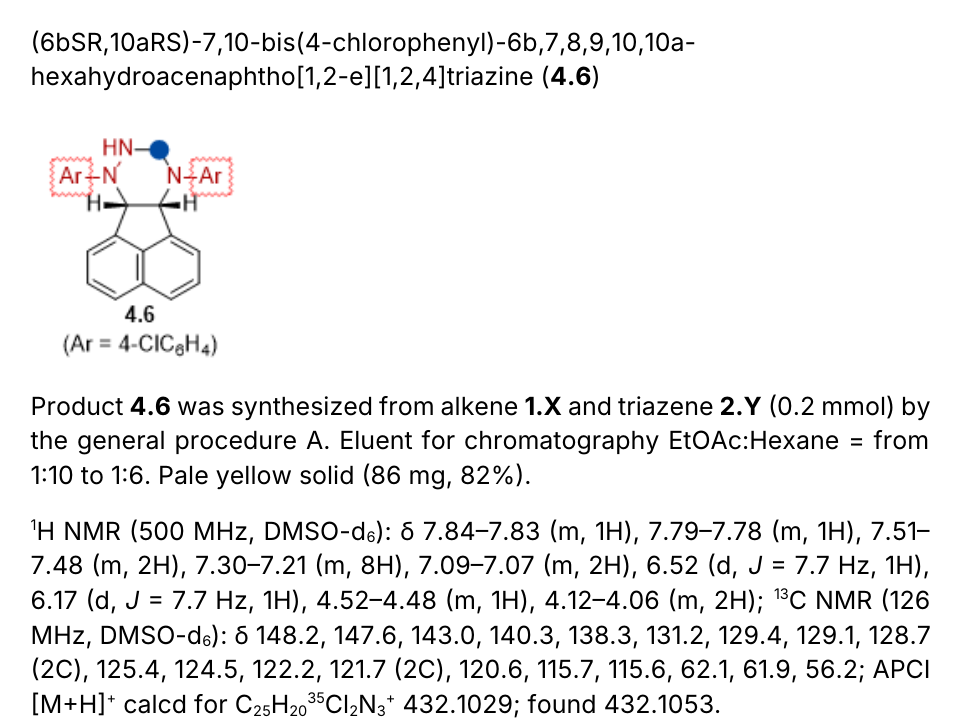 (6bSR,10aRS)-7,10-bis(4-chlorophenyl)-6b,7,8,9,10,10a-
hexahydroacenaphtho[1,2-e][1,2,4]triazine (4.6)
HN
Ar-N N-Ar
H H
4.6
(Ar = 4-ClC₆H₄)
Product 4.6 was synthesized from alkene 1.X and triazene 2.Y (0.2 mmol) by
the general procedure A. Eluent for chromatography EtOAc:Hexane = from
1:10 to 1:6. Pale yellow solid (86 mg, 82%).
¹H NMR (500 MHz, DMSO-d₆): δ 7.84–7.83 (m, 1H), 7.79–7.78 (m, 1H), 7.51–
7.48 (m, 2H), 7.30–7.21 (m, 8H), 7.09–7.07 (m, 2H), 6.52 (d, J = 7.7 Hz, 1H),
6.17 (d, J = 7.7 Hz, 1H), 4.52–4.48 (m, 1H), 4.12–4.06 (m, 2H); ¹³C NMR (126
MHz, DMSO-d₆): δ 148.2, 147.6, 143.0, 140.3, 138.3, 131.2, 129.4, 129.1, 128.7
(2C), 125.4, 124.5, 122.2, 121.7 (2C), 120.6, 115.7, 115.6, 62.1, 61.9, 56.2; APCI
[M+H]⁺ calcd for C₂₅H₂₀³⁵Cl₂N₃⁺ 432.1029; found 432.1053.